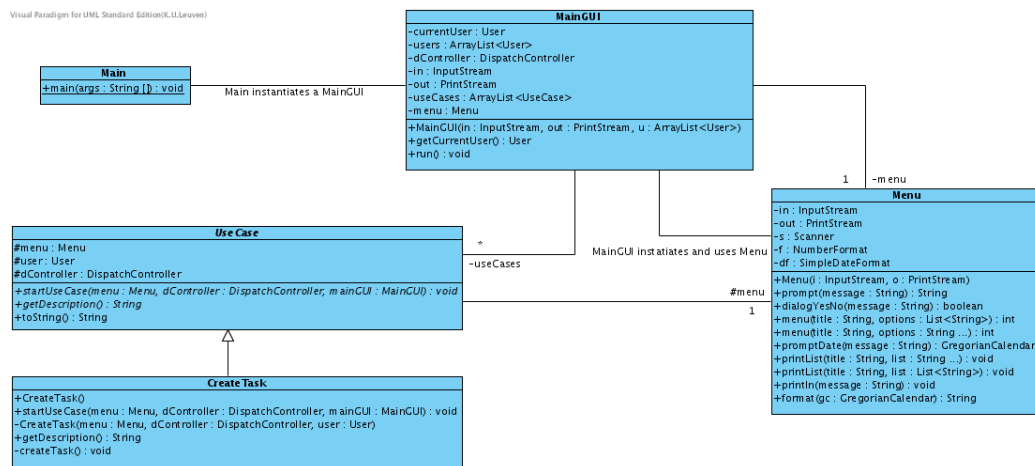 Visual Paradigm for UML Standard Edition(K.U.Leuven)
MainGUI
-currentUser : User
-users : ArrayList<User>
-dController : DispatchController
-in : InputStream
-out : PrintStream
-useCases : ArrayList<UseCase>
-menu : Menu
+MainGUI(in : InputStream, out : PrintStream, u : ArrayList<User>)
+getCurrentUser() : User
+run() : void
Main
+main(args : String []) : void
Main instantiates a MainGUI
1
-menu
Menu
-in : InputStream
-out : PrintStream
-s : Scanner
-f : NumberFormat
-df : SimpleDateFormat
+Menu(i : InputStream, o : PrintStream)
+prompt(message : String) : String
+dialogYesNo(message : String) : boolean
+menu(title : String, options : List<String>) : int
+menu(title : String, options : String ...) : int
+promptDate(message : String) : GregorianCalendar
+printList(title : String, list : String ...) : void
+printList(title : String, list : List<String>) : void
+println(message : String) : void
+format(gc : GregorianCalendar) : String
UseCase
#menu : Menu
#user : User
#dController : DispatchController
+startUseCase(menu : Menu, dController : DispatchController, mainGUI : MainGUI) : void
+getDescription() : String
+toString() : String
*
-useCases
MainGUI instatiates and uses Menu
#menu
1
CreateTask
+CreateTask()
+startUseCase(menu : Menu, dController : DispatchController, mainGUI : MainGUI) : void
-CreateTask(menu : Menu, dController : DispatchController, user : User)
+getDescription() : String
-createTask() : void